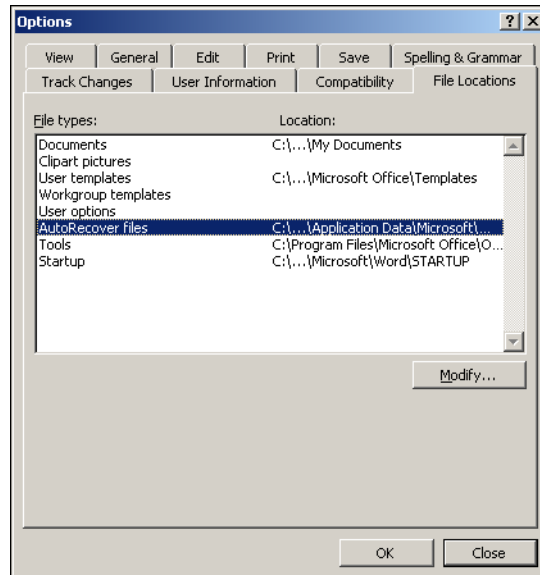 Options
View General Edit Print Save Spelling & Grammar
Track Changes User Information Compatibility File Locations
File types: Location:
Documents C:\...\My Documents
Clipart pictures
User templates C:\...\Microsoft Office\Templates
Workgroup templates
User options
AutoRecover files C:\...\Application Data\Microsoft\...
Tools C:\Program Files\Microsoft Office\O...
Startup C:\...\Microsoft\Word\STARTUP
Modify...
OK Close